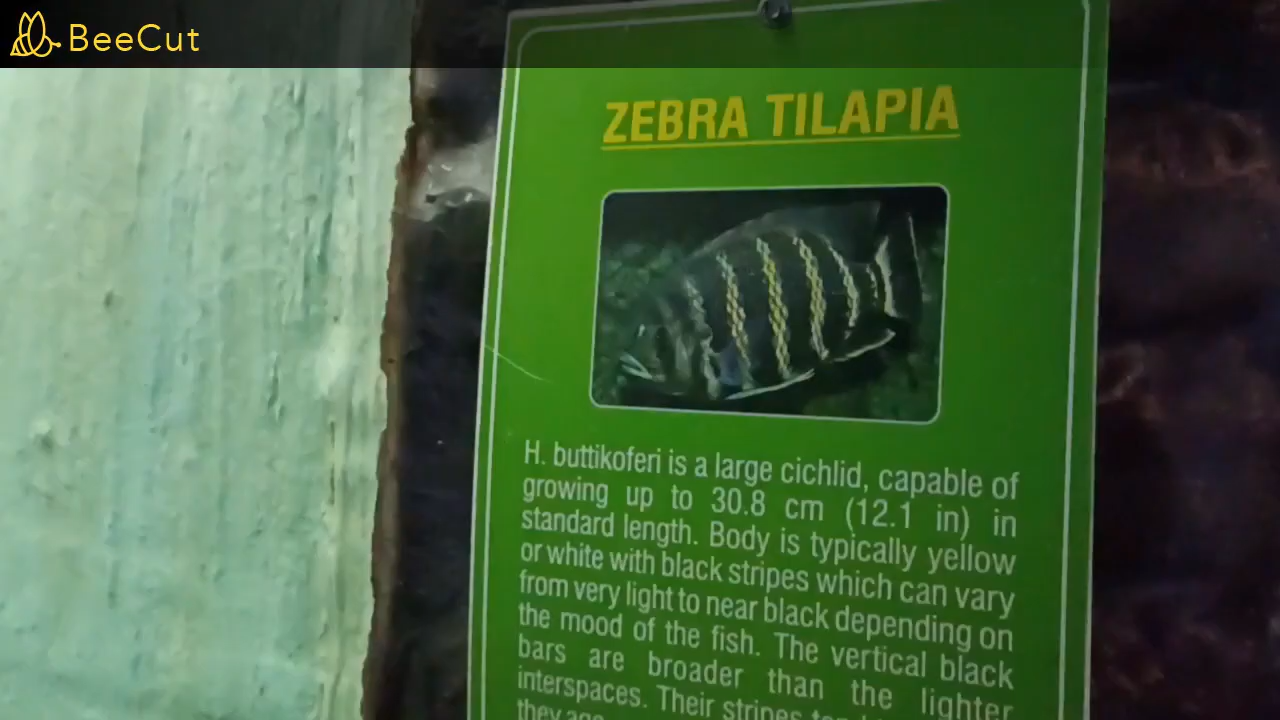 BeeCut
ZEBRA TILAPIA
H. buttikoferi is a large cichlid, capable of
growing up to 30.8 cm (12.1 in) in
standard length. Body is typically yellow
or white with black stripes which can vary
from very light to near black depending on
the mood of the fish. The vertical black
bars are broader than the lighter
interspaces. Their stripes
they age